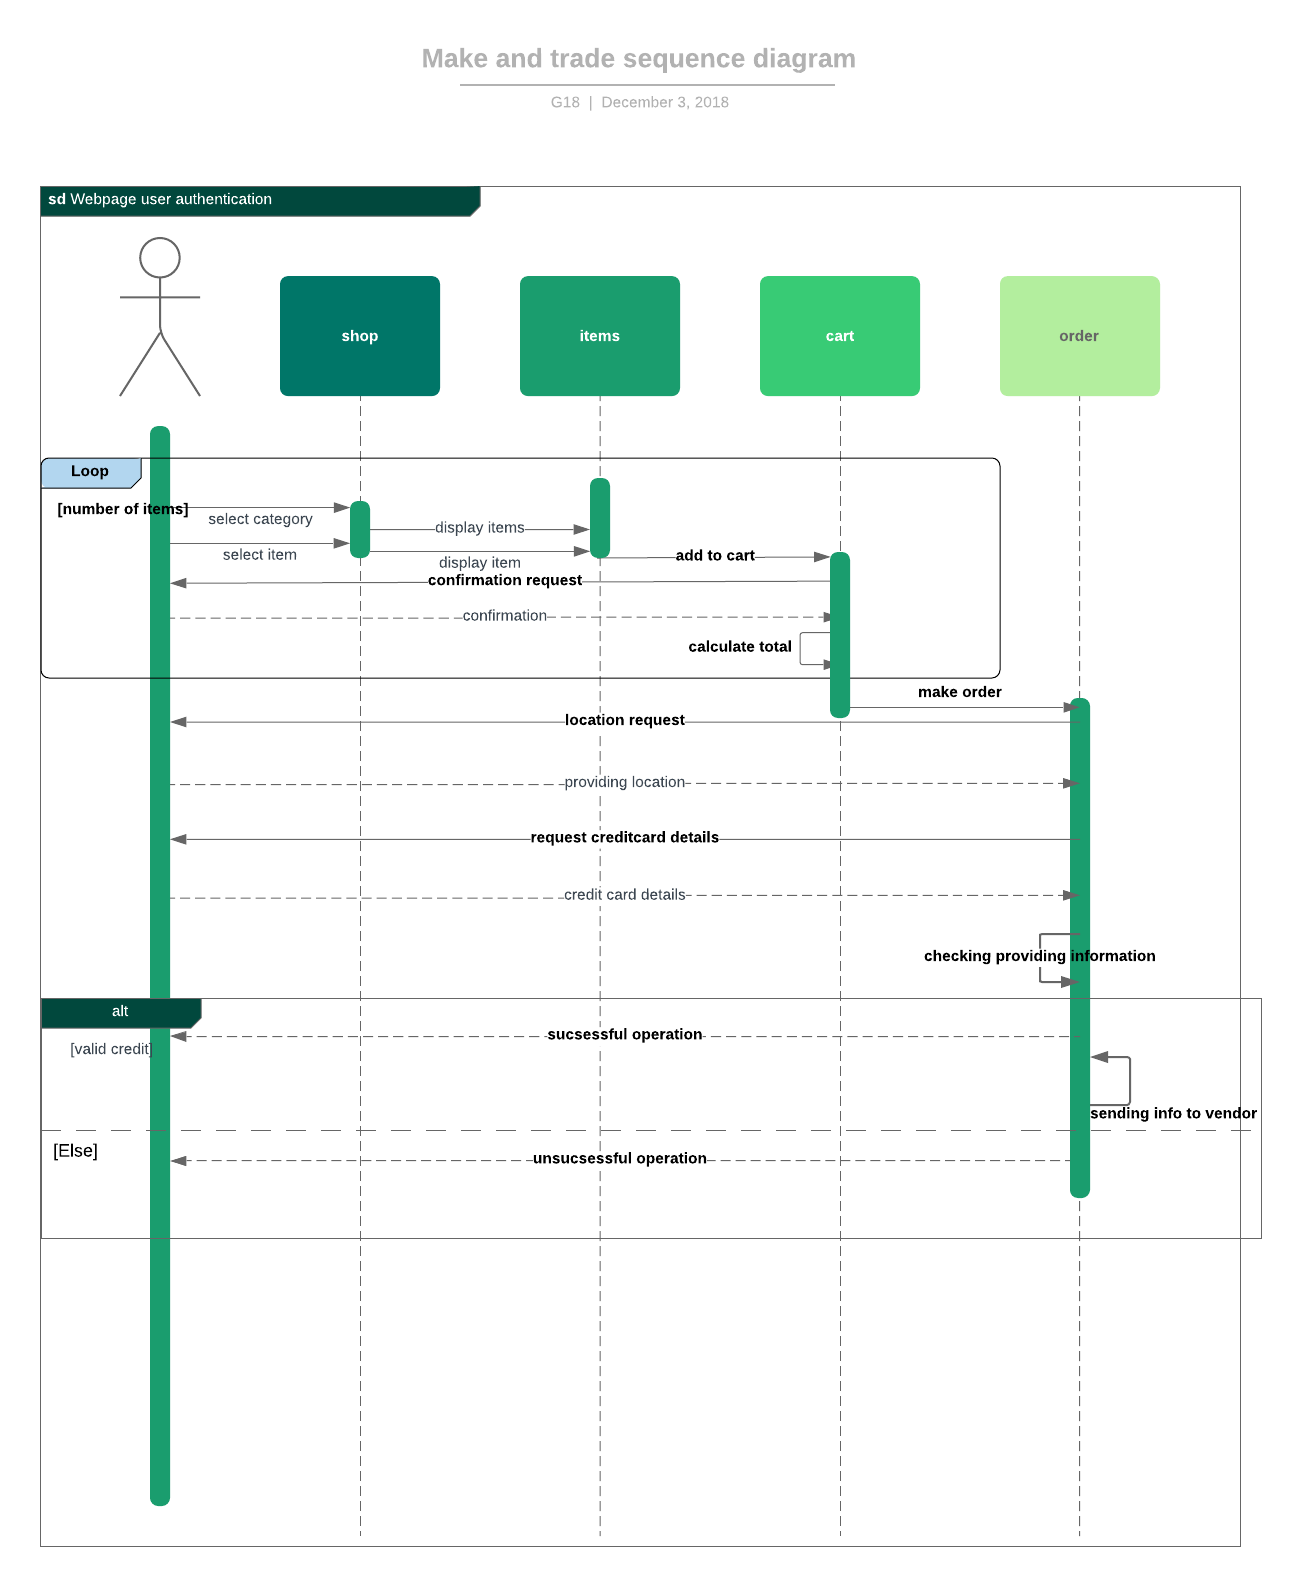 Make and trade sequence diagram
G18 | December 3, 2018
sd Webpage user authentication
shop
items
cart
order
Loop
[number of items]
select category
display items
select item
display item
add to cart
confirmation request
confirmation
calculate total
make order
location request
providing location
request creditcard details
credit card details
checking providing information
alt
sucsessful operation
[valid credit]
sending info to vendor
[Else]
unsucsessful operation